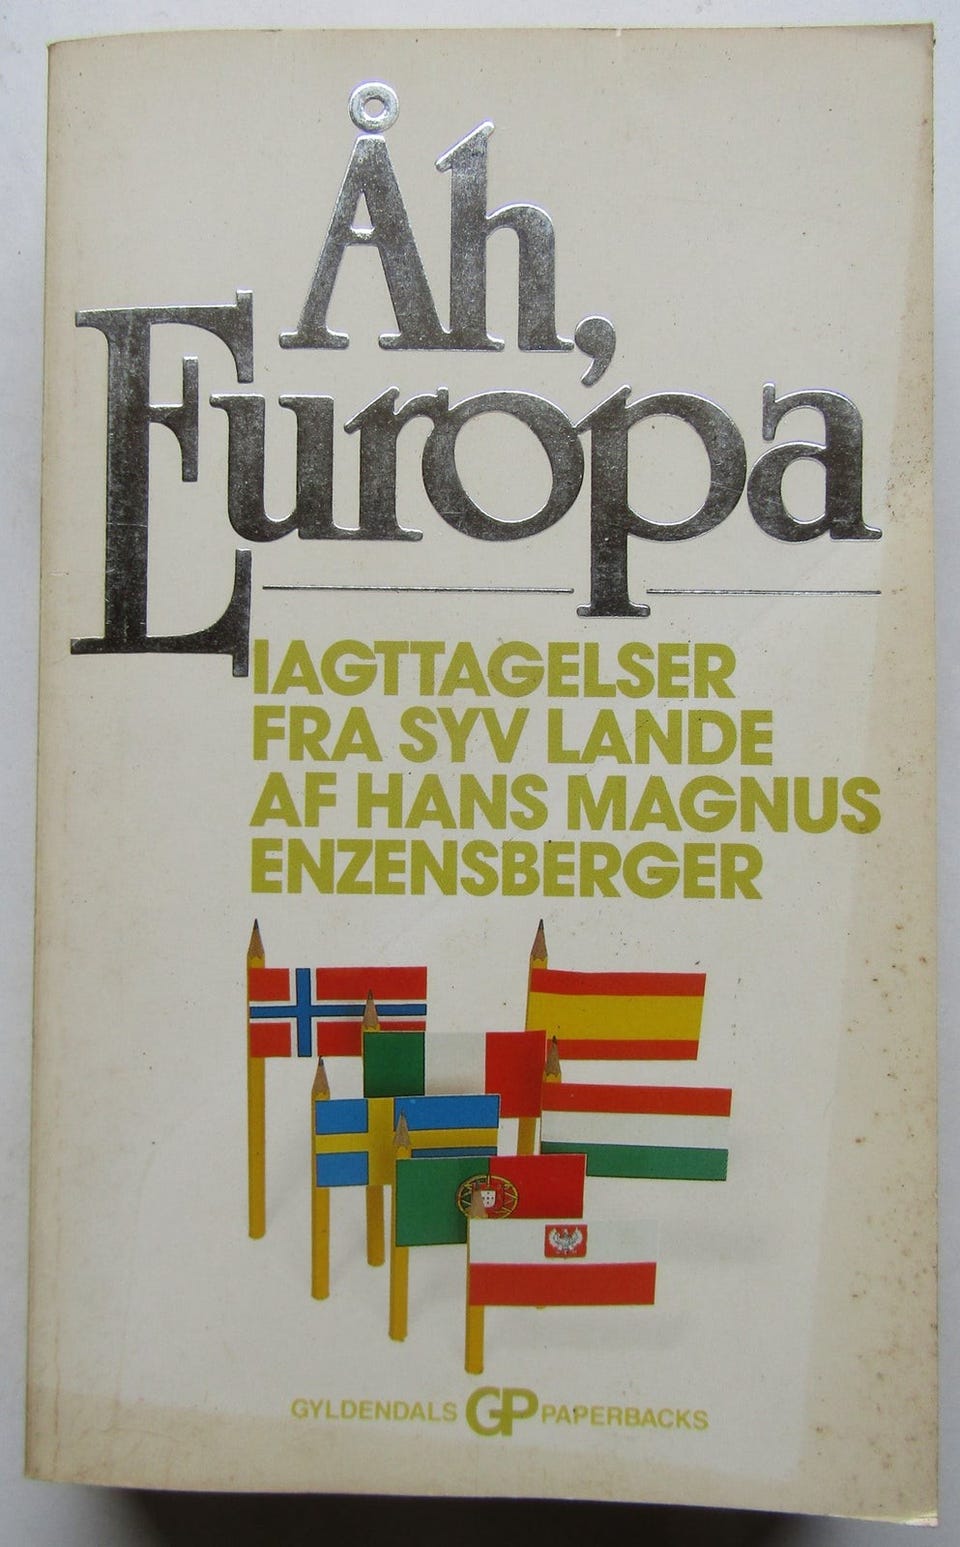 Åh,
Europa
IAGTTAGELSER
FRA SYV LANDE
AF HANS MAGNUS
ENZENSBERGER
GYLDENDALS GP PAPERBACKS